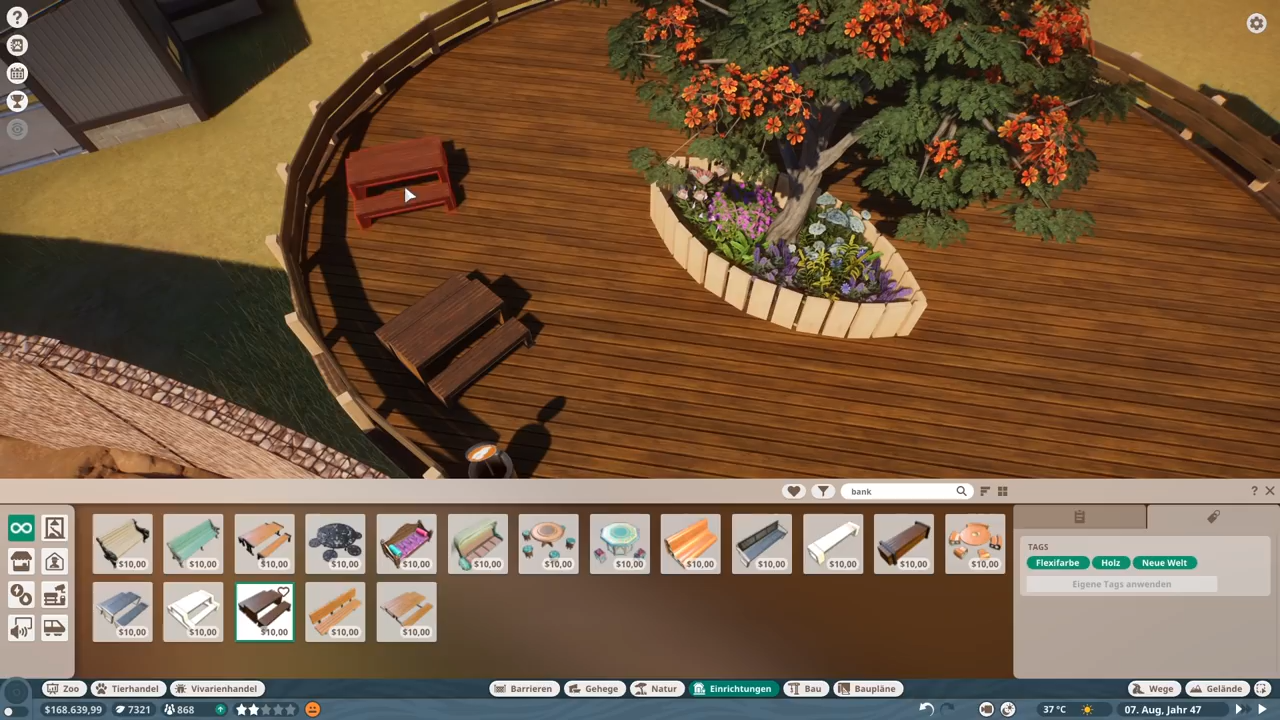 ?
bank
?
$10,00 $10,00 $10,00 $10,00 $10,00 $10,00 $10,00 $10,00 $10,00 $10,00 $10,00 $10,00 $10,00
$10,00 $10,00 $10,00 $10,00 $10,00
TAGS
Flexifarbe Holz Neue Welt
Eigene Tags anwenden
Zoo Tierhandel Vivarienhandel Barrieren Gehege Natur Einrichtungen Bau Baupläne Wege Gelände
$168.639,99 7321 868 37 °C 07. Aug, Jahr 47